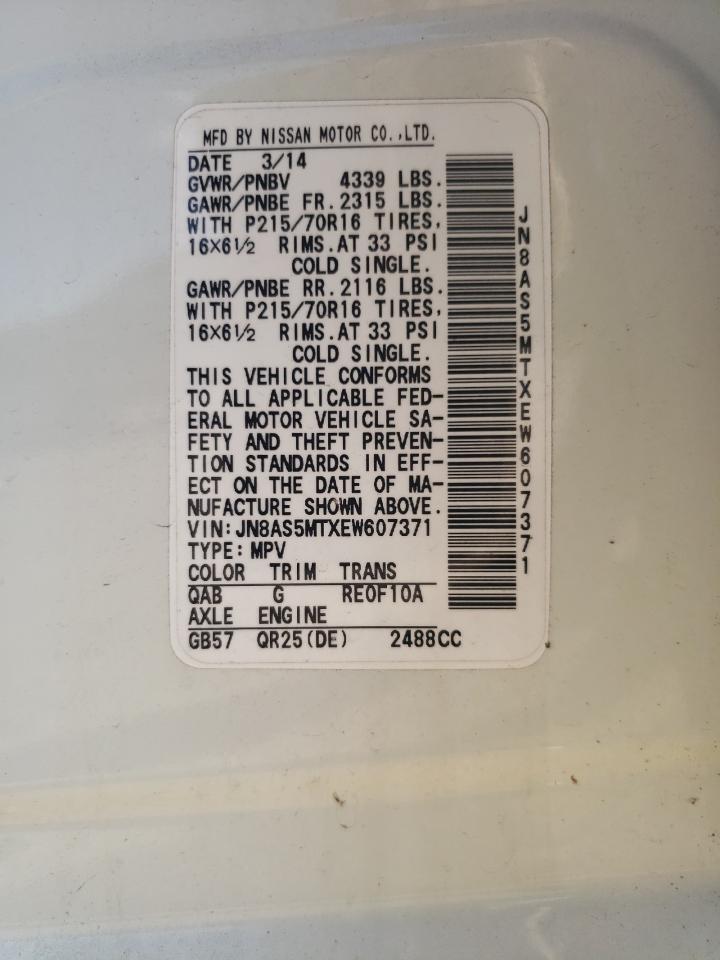 MFD BY NISSAN MOTOR CO.,LTD.
DATE 3/14
GVWR/PNBV 4339 LBS.
GAWR/PNBE FR.2315 LBS.
WITH P215/70R16 TIRES,
16X6½ RIMS.AT 33 PSI
COLD SINGLE.
GAWR/PNBE RR.2116 LBS.
WITH P215/70R16 TIRES,
16X6½ RIMS.AT 33 PSI
COLD SINGLE.
THIS VEHICLE CONFORMS
TO ALL APPLICABLE FED-
ERAL MOTOR VEHICLE SA-
FETY AND THEFT PREVEN-
TION STANDARDS IN EFF-
ECT ON THE DATE OF MA-
NUFACTURE SHOWN ABOVE.
VIN:JN8AS5MTXEW607371
TYPE:MPV
COLOR TRIM TRANS
QAB G RE0F10A
AXLE ENGINE
GB57 QR25(DE) 2488CC
JN8AS5MTXEW607371